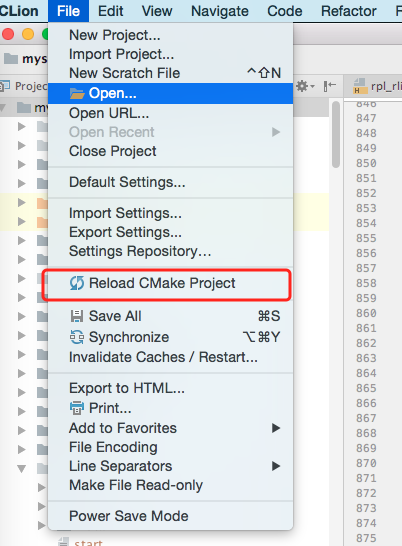 CLion File Edit View Navigate Code Refactor
mys
Projec
rpl_rli
my
New Project...
Import Project...
New Scratch File ^⇧N
Open...
Open URL...
Open Recent
Close Project
Default Settings...
Import Settings...
Export Settings...
Settings Repository...
Reload CMake Project
Save All ⌘S
Synchronize ⌥⌘Y
Invalidate Caches / Restart...
Export to HTML...
Print...
Add to Favorites
File Encoding
Line Separators
Make File Read-only
Power Save Mode
start
846
847
848
849
850
851
852
853
854
855
856
857
858
859
860
861
862
863
864
865
866
867
868
869
870
871
872
873
874
875